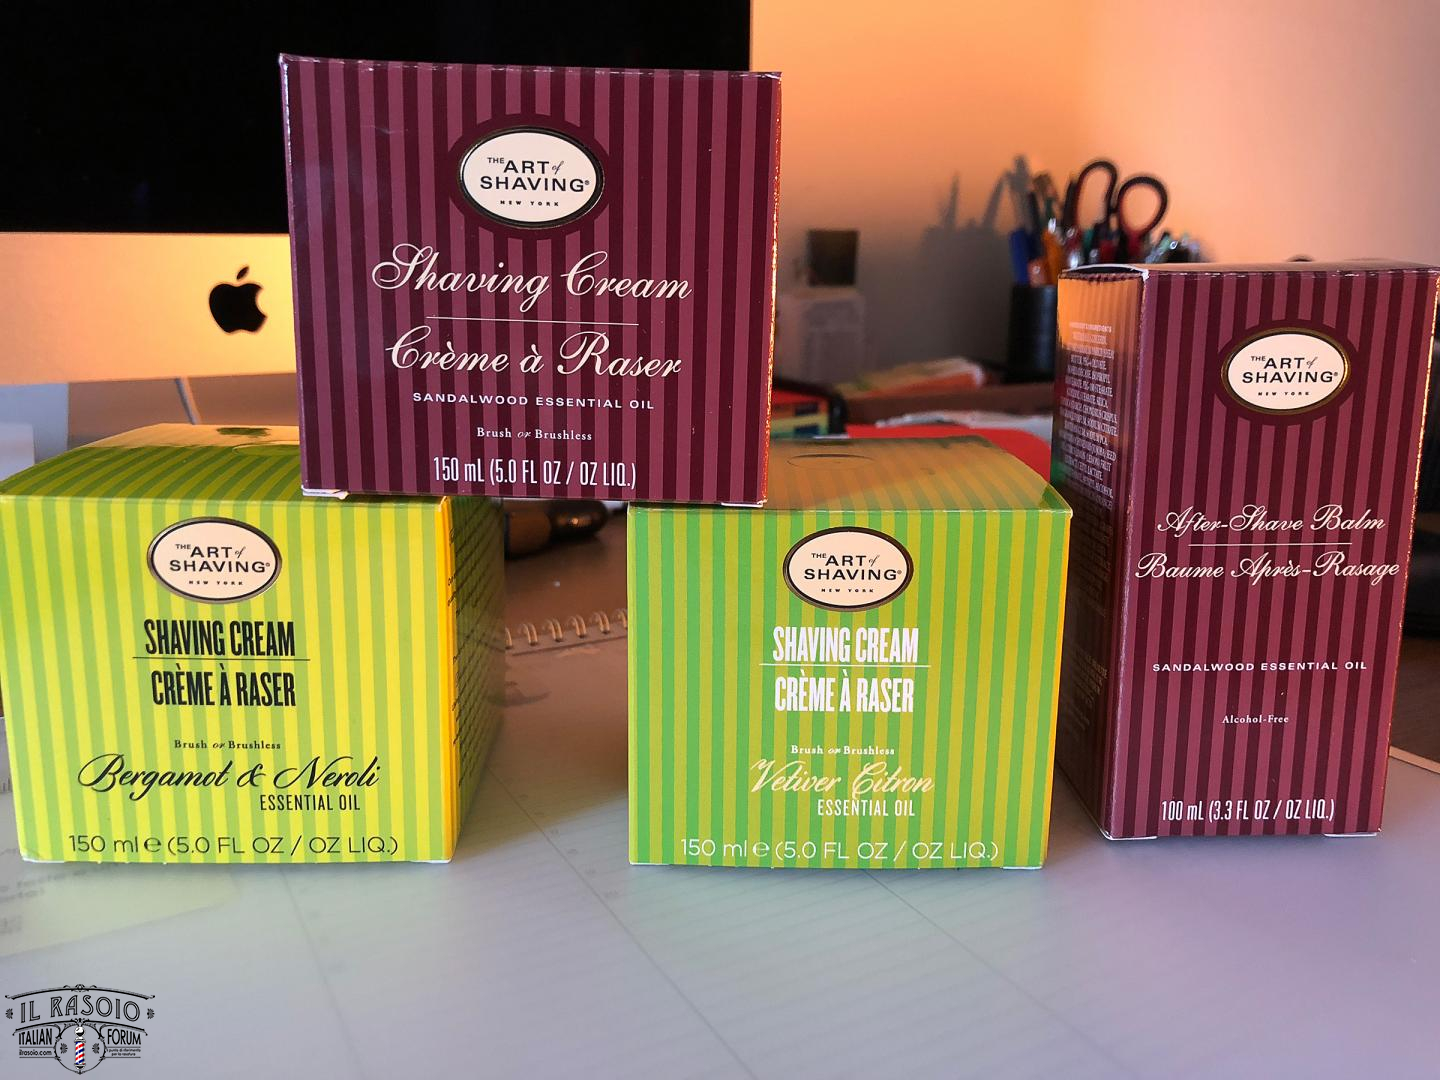 THE ART of
SHAVING®
NEW YORK
Shaving Cream
Crème à Raser
SANDALWOOD ESSENTIAL OIL
Brush or Brushless
150 mL (5.0 FL OZ / OZ LIQ.)
THE ART of
SHAVING®
NEW YORK
SHAVING CREAM
CRÈME À RASER
Brush or Brushless
Bergamot & Neroli
ESSENTIAL OIL
150 ml e (5.0 FL OZ / OZ LIQ.)
THE ART of
SHAVING®
NEW YORK
SHAVING CREAM
CRÈME À RASER
Brush or Brushless
Vetiver Citron
ESSENTIAL OIL
150 ml e (5.0 FL OZ / OZ LIQ.)
THE ART of
SHAVING®
NEW YORK
After-Shave Balm
Baume Après-Rasage
SANDALWOOD ESSENTIAL OIL
Alcohol-Free
100 mL (3.3 FL OZ / OZ LIQ.)
IL RASOIO
ITALIAN FORUM
ilrasoio.com